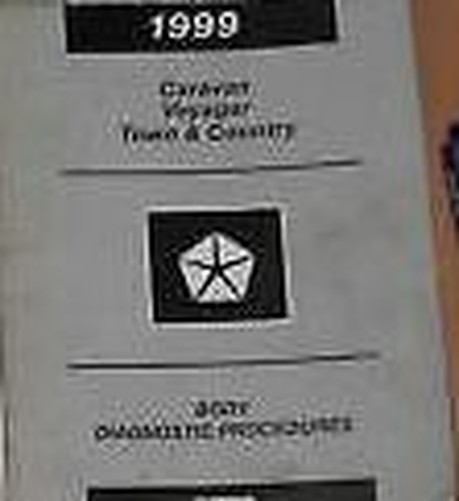 1999
Caravan
Voyager
Town & Country
BODY
DIAGNOSTIC PROCEDURES